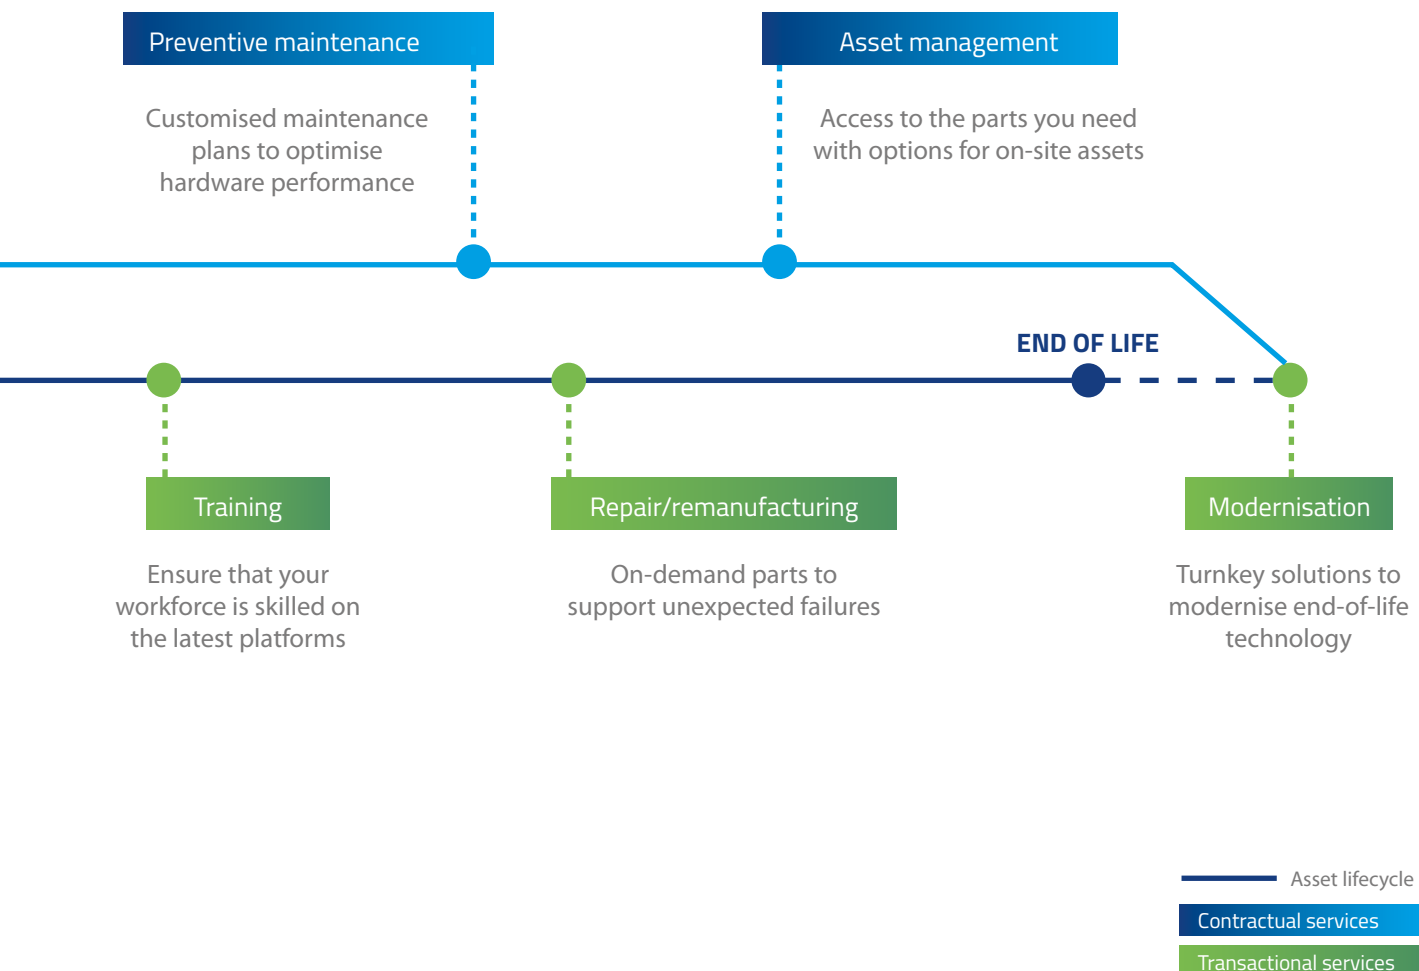 Preventive maintenance
Customised maintenance
plans to optimise
hardware performance
Asset management
Access to the parts you need
with options for on-site assets
END OF LIFE
Training
Ensure that your
workforce is skilled on
the latest platforms
Repair/remanufacturing
On-demand parts to
support unexpected failures
Modernisation
Turnkey solutions to
modernise end-of-life
technology
Asset lifecycle
Contractual services
Transactional services